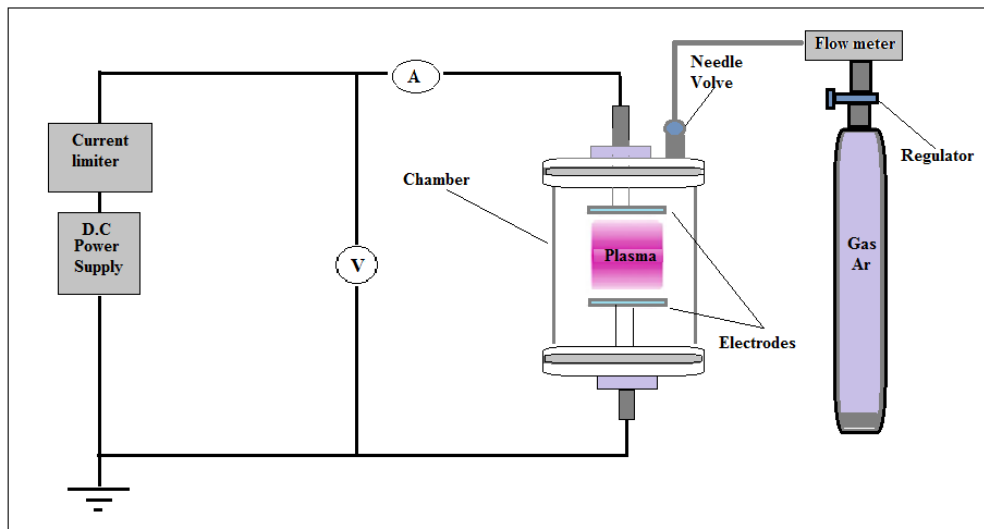 Flow meter
Needle
Volve
A
Current
limiter
Regulator
Chamber
D.C
Power
Supply
V
Plasma
Gas
Ar
Electrodes